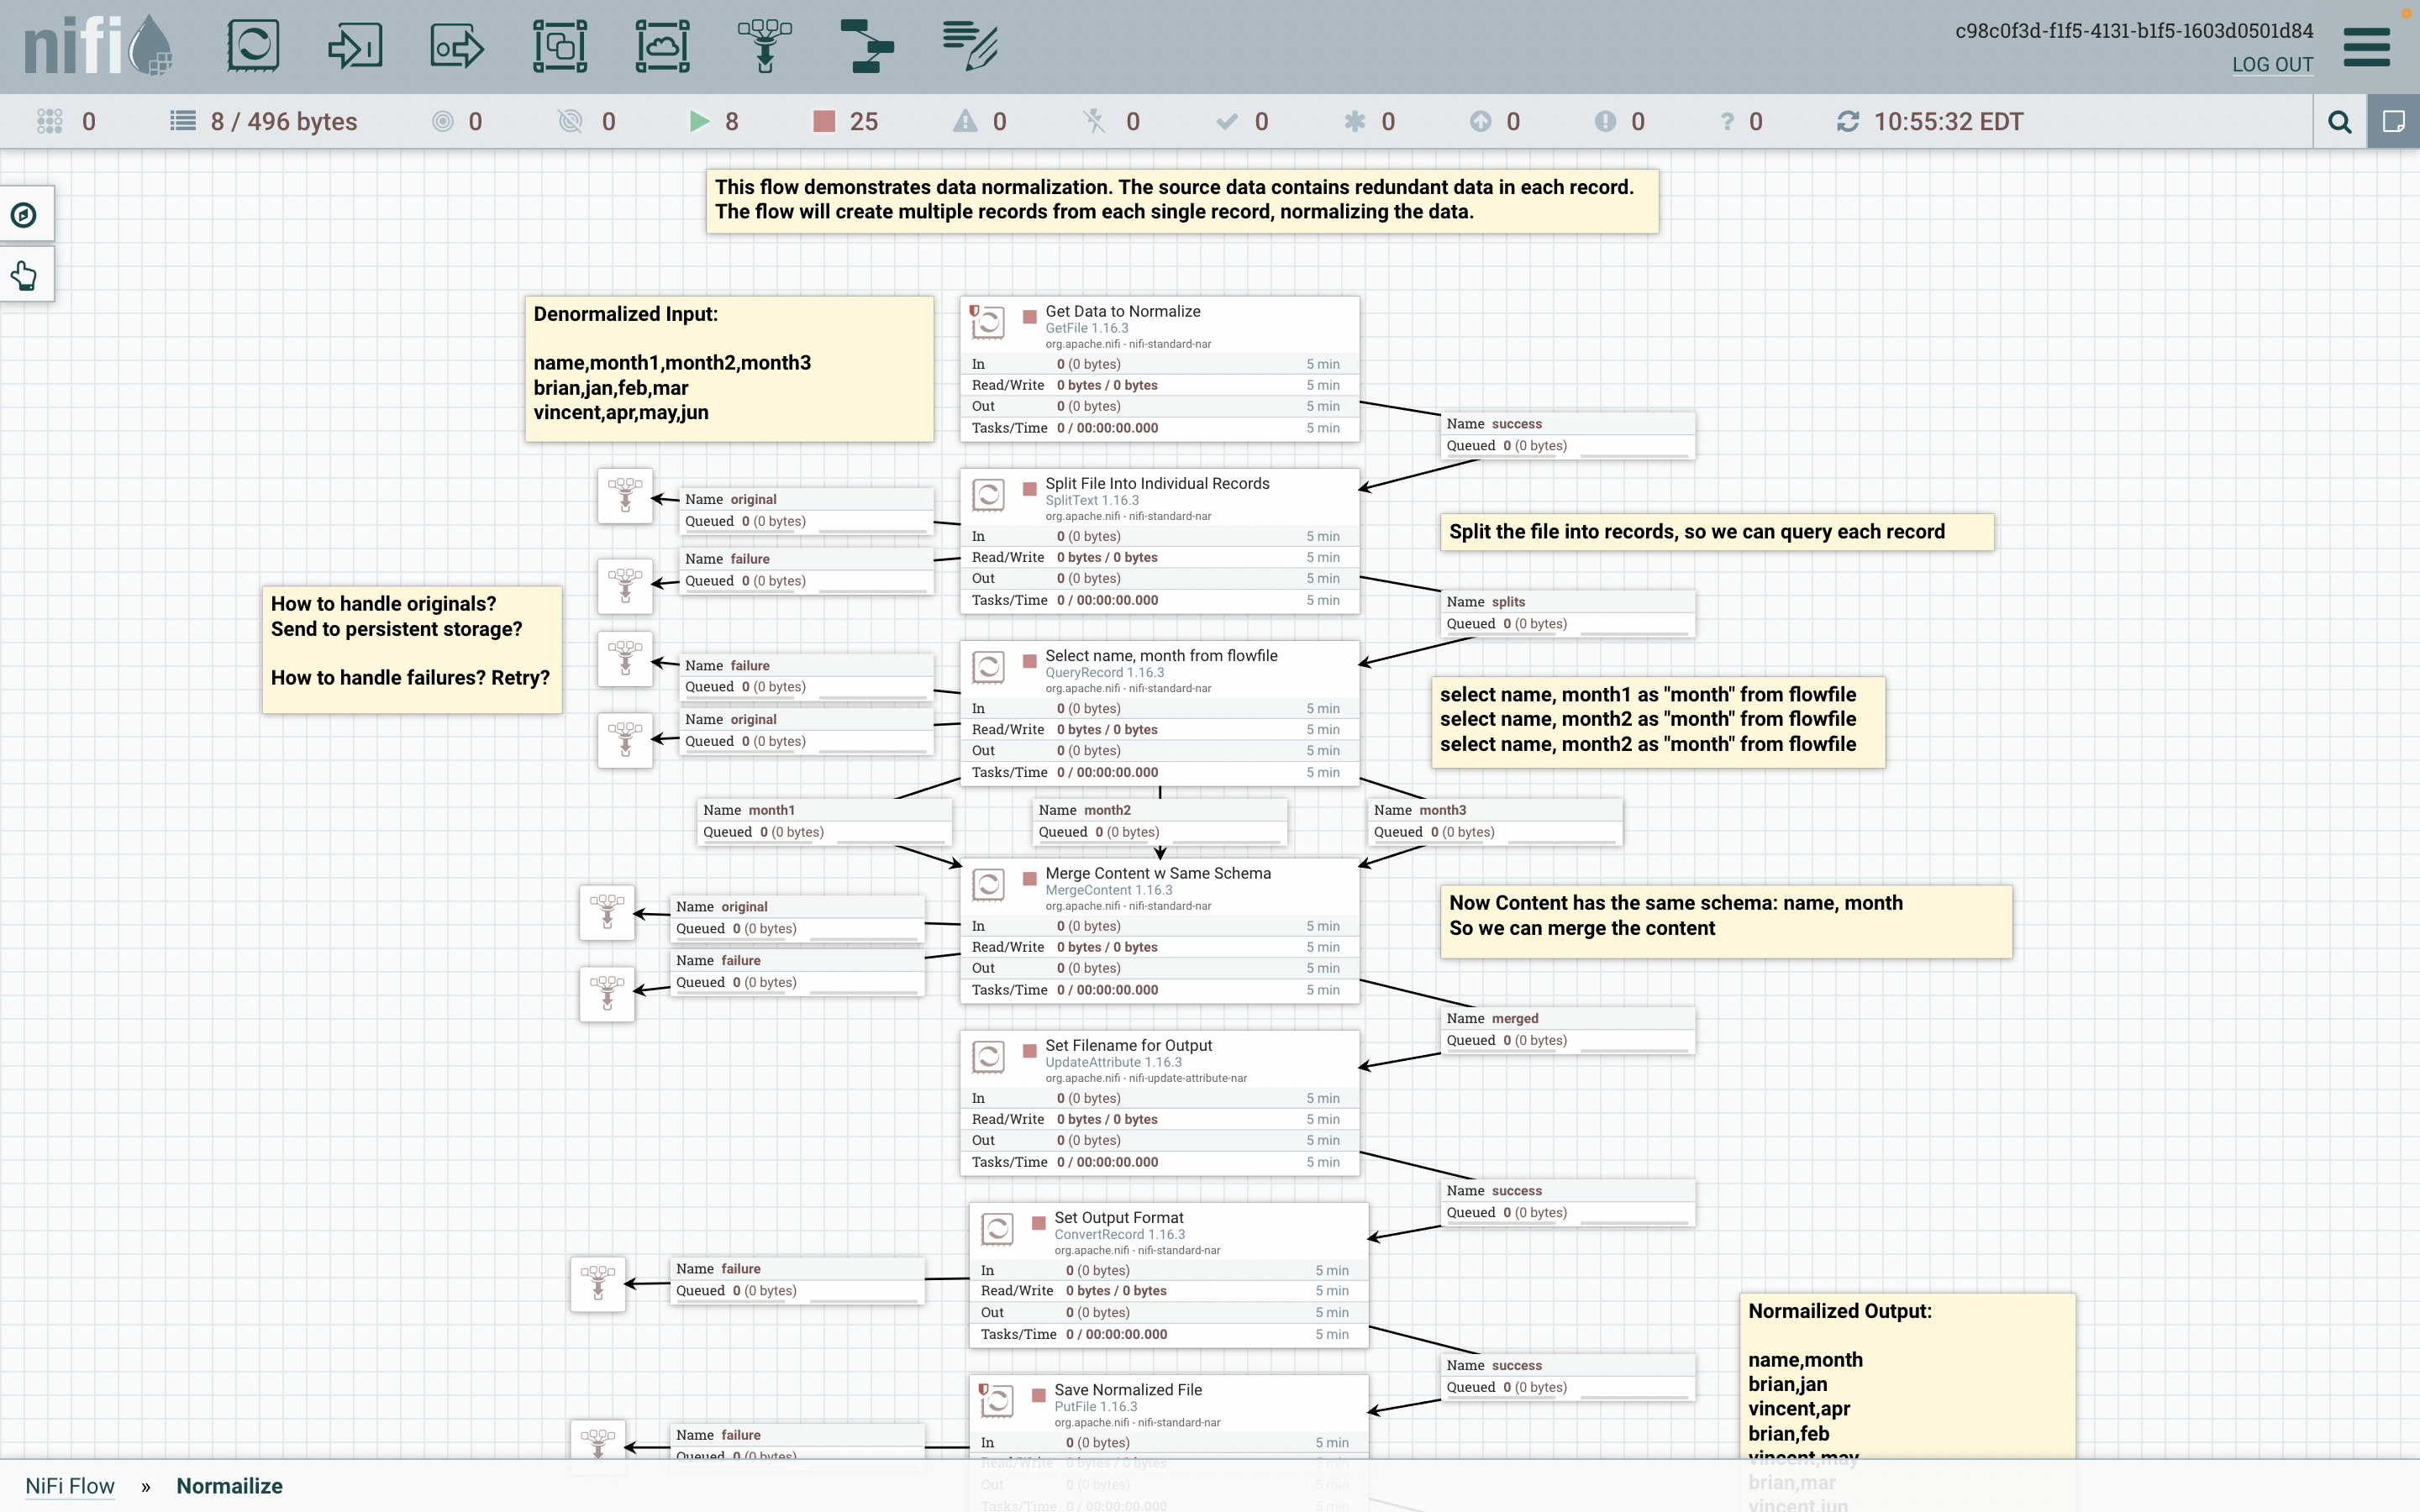 nifi
c98c0f3d-f1f5-4131-b1f5-1603d0501d84
LOG OUT
0
8 / 496 bytes
0
0
8
25
0
0
0
0
0
0
0
10:55:32 EDT
This flow demonstrates data normalization. The source data contains redundant data in each record.
The flow will create multiple records from each single record, normalizing the data.
Denormalized Input:
name,month1,month2,month3
brian,jan,feb,mar
vincent,apr,may,jun
Get Data to Normalize
GetFile 1.16.3
org.apache.nifi - nifi-standard-nar
In 0 (0 bytes) 5 min
Read/Write 0 bytes / 0 bytes 5 min
Out 0 (0 bytes) 5 min
Tasks/Time 0 / 00:00:00.000 5 min
Name success
Queued 0 (0 bytes)
Name original
Queued 0 (0 bytes)
Name failure
Queued 0 (0 bytes)
Split File Into Individual Records
SplitText 1.16.3
org.apache.nifi - nifi-standard-nar
In 0 (0 bytes) 5 min
Read/Write 0 bytes / 0 bytes 5 min
Out 0 (0 bytes) 5 min
Tasks/Time 0 / 00:00:00.000 5 min
Split the file into records, so we can query each record
Name splits
Queued 0 (0 bytes)
How to handle originals?
Send to persistent storage?
How to handle failures? Retry?
Name failure
Queued 0 (0 bytes)
Name original
Queued 0 (0 bytes)
Select name, month from flowfile
QueryRecord 1.16.3
org.apache.nifi - nifi-standard-nar
In 0 (0 bytes) 5 min
Read/Write 0 bytes / 0 bytes 5 min
Out 0 (0 bytes) 5 min
Tasks/Time 0 / 00:00:00.000 5 min
select name, month1 as "month" from flowfile
select name, month2 as "month" from flowfile
select name, month2 as "month" from flowfile
Name month1
Queued 0 (0 bytes)
Name month2
Queued 0 (0 bytes)
Name month3
Queued 0 (0 bytes)
Name original
Queued 0 (0 bytes)
Name failure
Queued 0 (0 bytes)
Merge Content w Same Schema
MergeContent 1.16.3
org.apache.nifi - nifi-standard-nar
In 0 (0 bytes) 5 min
Read/Write 0 bytes / 0 bytes 5 min
Out 0 (0 bytes) 5 min
Tasks/Time 0 / 00:00:00.000 5 min
Now Content has the same schema: name, month
So we can merge the content
Name merged
Queued 0 (0 bytes)
Set Filename for Output
UpdateAttribute 1.16.3
org.apache.nifi - nifi-update-attribute-nar
In 0 (0 bytes) 5 min
Read/Write 0 bytes / 0 bytes 5 min
Out 0 (0 bytes) 5 min
Tasks/Time 0 / 00:00:00.000 5 min
Name success
Queued 0 (0 bytes)
Name failure
Queued 0 (0 bytes)
Set Output Format
ConvertRecord 1.16.3
org.apache.nifi - nifi-standard-nar
In 0 (0 bytes) 5 min
Read/Write 0 bytes / 0 bytes 5 min
Out 0 (0 bytes) 5 min
Tasks/Time 0 / 00:00:00.000 5 min
Name success
Queued 0 (0 bytes)
Name failure
Queued 0 (0 bytes)
Save Normalized File
PutFile 1.16.3
org.apache.nifi - nifi-standard-nar
In 0 (0 bytes) 5 min
Read/Write 0 bytes / 0 bytes 5 min
Out 0 (0 bytes) 5 min
Tasks/Time 0 / 00:00:00.000 5 min
Normailized Output:
name,month
brian,jan
vincent,apr
brian,feb
vincent,may
brian,mar
vincent,jun
NiFi Flow » Normailize